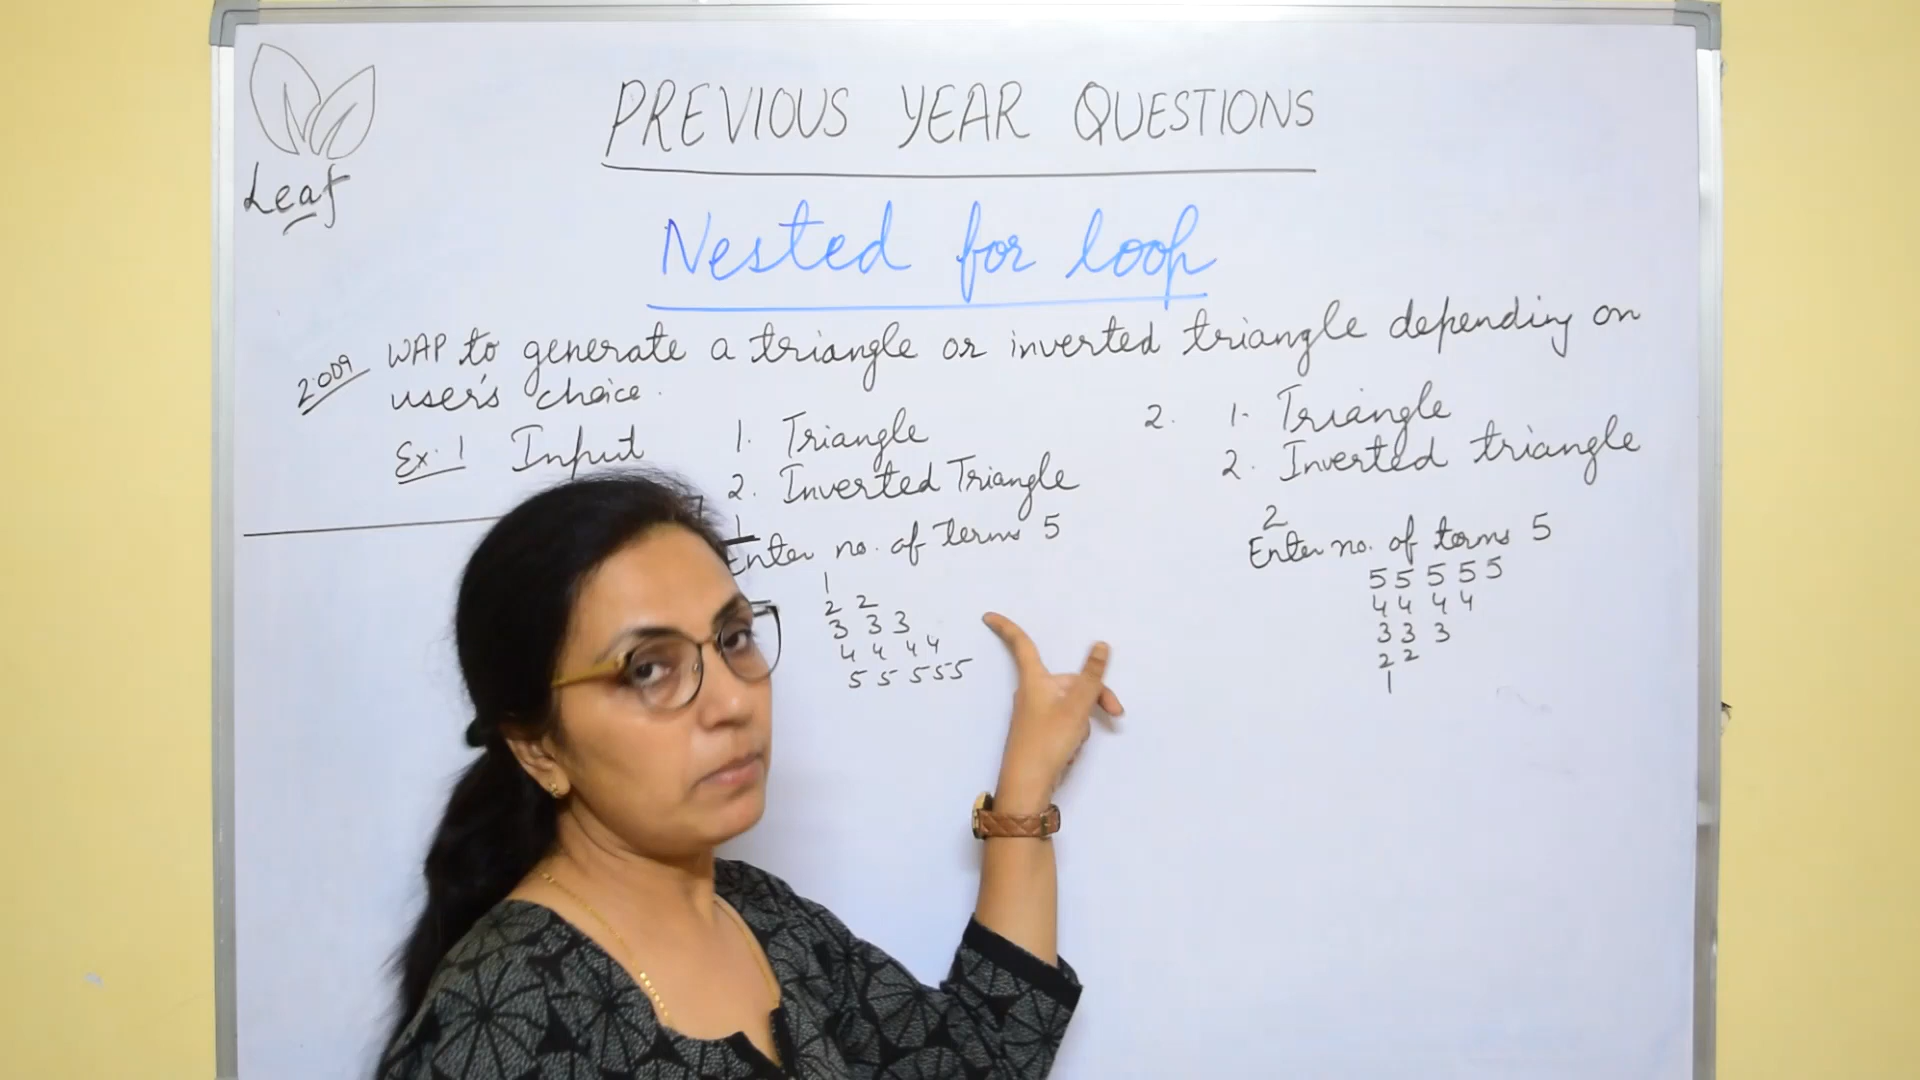 Leaf
PREVIOUS YEAR QUESTIONS
Nested for loop
2009 WAP to generate a triangle or inverted triangle depending on
user's choice.
Ex. 1 Input
1. Triangle
2. Inverted Triangle
1
Enter no. of terms 5
1
2 2
3 3 3
4 4 4 4
5 5 5 5 5
2. 1. Triangle
2. Inverted triangle
2
Enter no. of terms 5
5 5 5 5 5
4 4 4 4
3 3 3
2 2
1